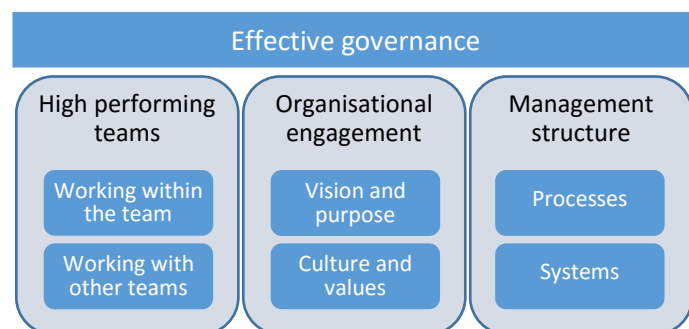 Effective governance
High performing
teams
Working within
the team
Working with
other teams
Organisational
engagement
Vision and
purpose
Culture and
values
Management
structure
Processes
Systems